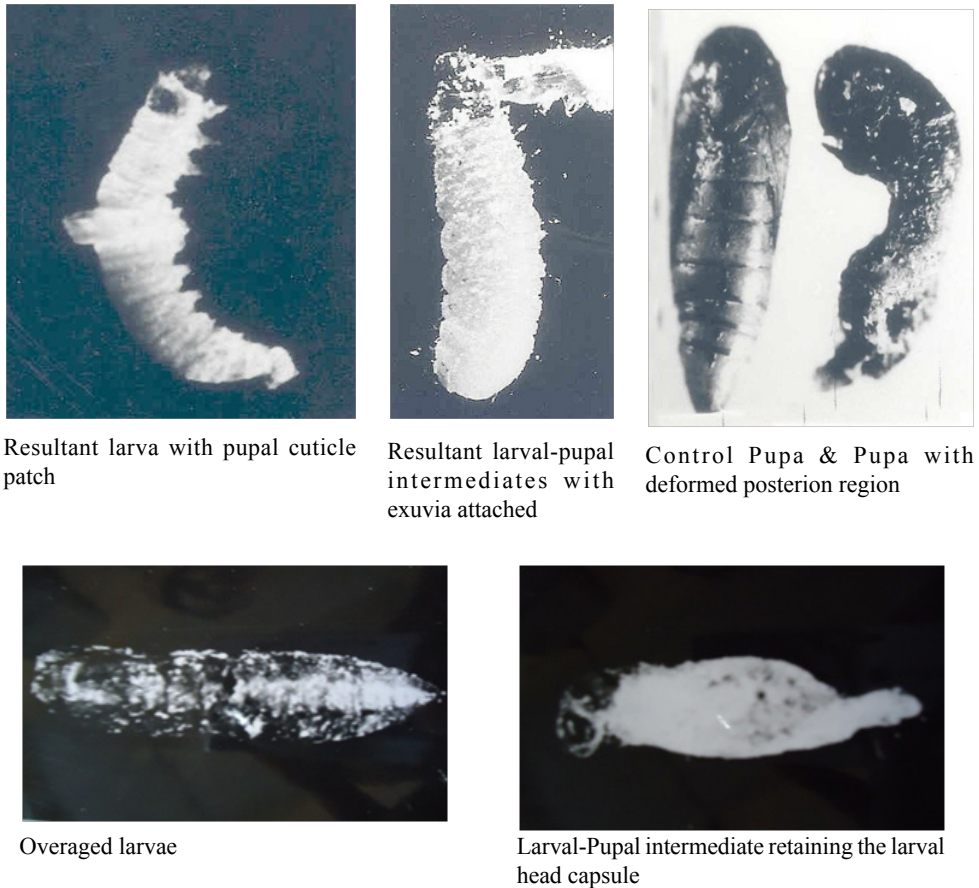 Resultant larva with pupal cuticle
patch
Resultant larval-pupal
intermediates with
exuvia attached
Control Pupa & Pupa with
deformed posterion region
Overaged larvae
Larval-Pupal intermediate retaining the larval
head capsule